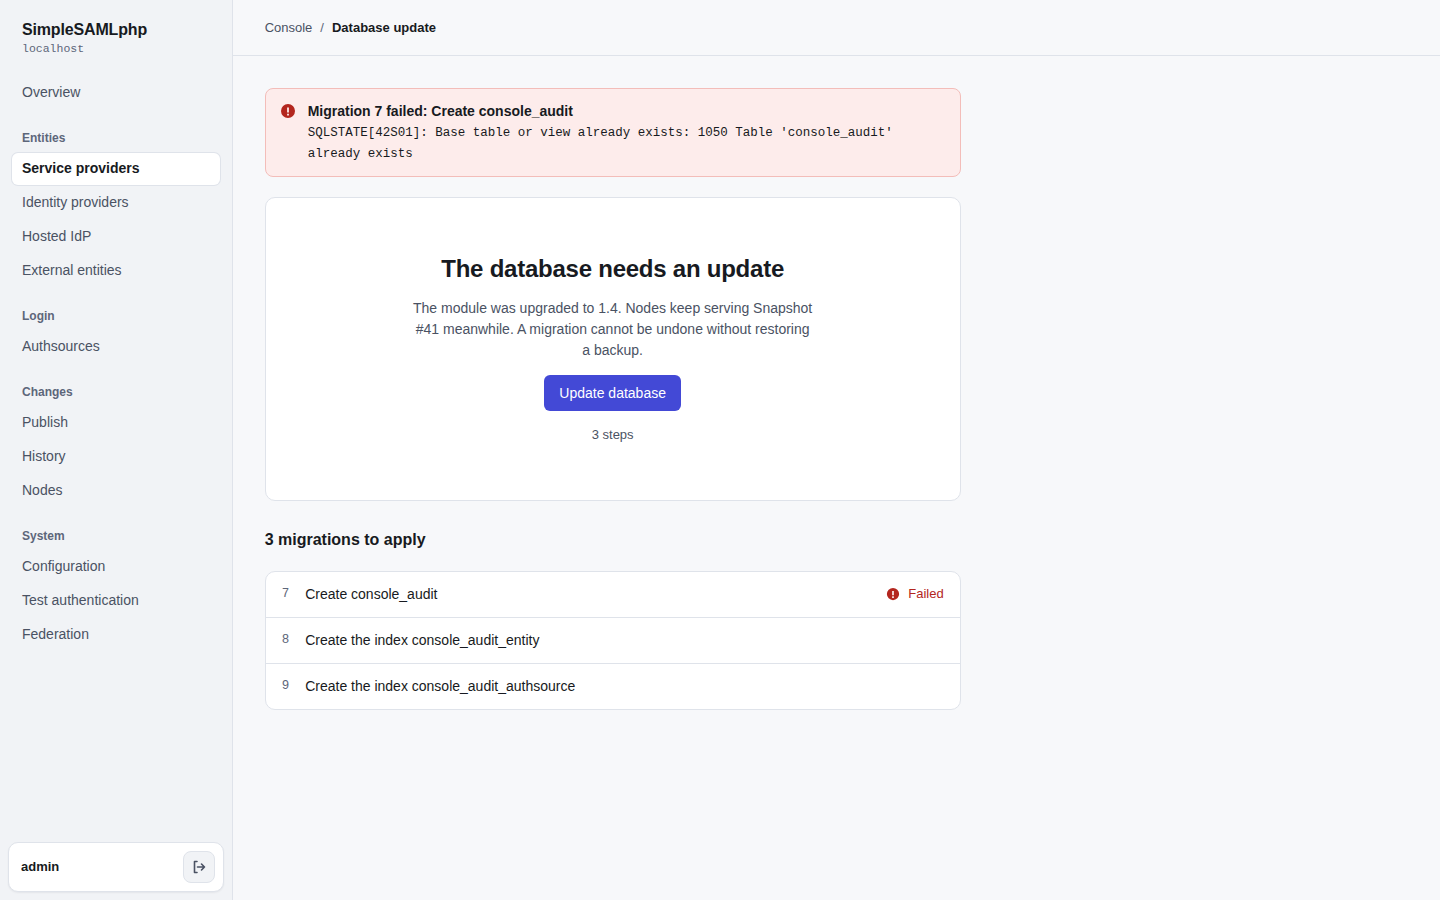 SimpleSAMLphp
localhost
Overview
Entities
Service providers
Identity providers
Hosted IdP
External entities
Login
Authsources
Changes
Publish
History
Nodes
System
Configuration
Test authentication
Federation
admin
Console / Database update
Migration 7 failed: Create console_audit
SQLSTATE[42S01]: Base table or view already exists: 1050 Table 'console_audit'
already exists
The database needs an update
The module was upgraded to 1.4. Nodes keep serving Snapshot
#41 meanwhile. A migration cannot be undone without restoring
a backup.
Update database
3 steps
3 migrations to apply
7 Create console_audit Failed
8 Create the index console_audit_entity
9 Create the index console_audit_authsource